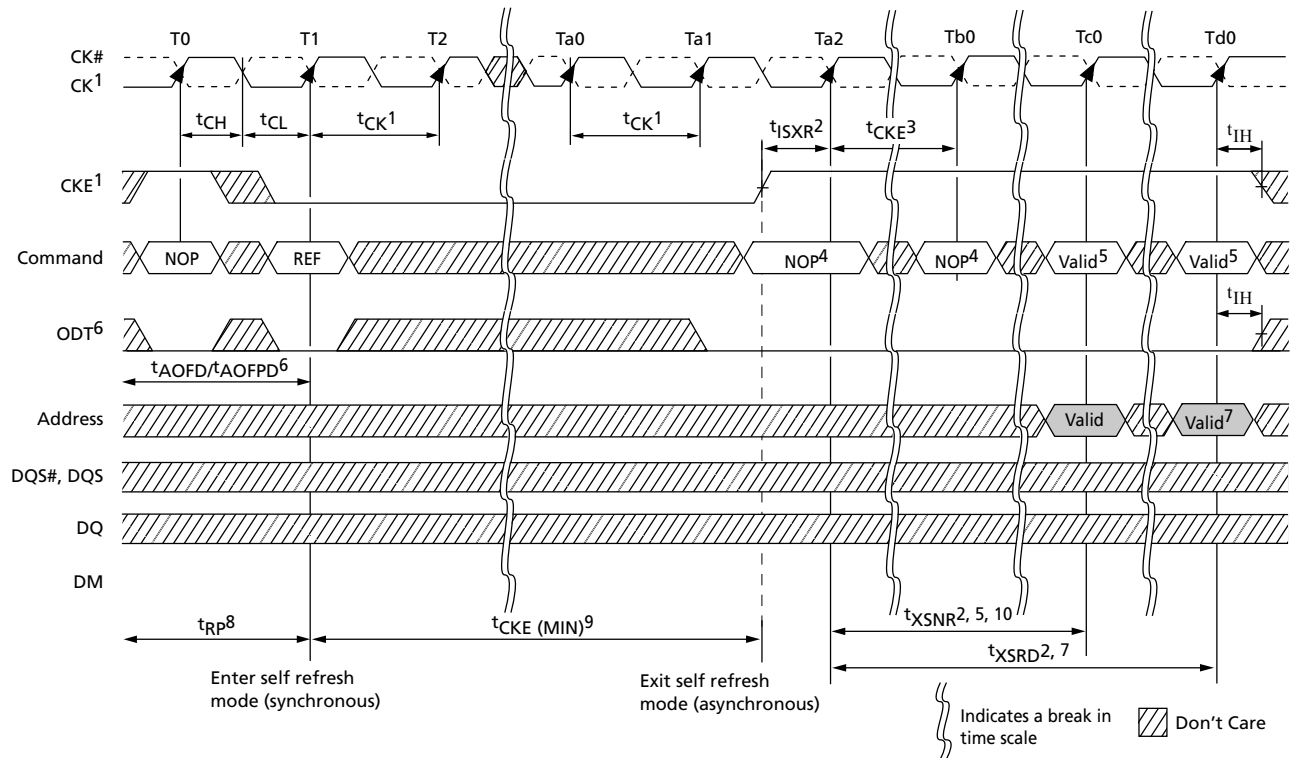 T0 T1 T2 Ta0 Ta1 Ta2 Tb0 Tc0 Td0
CK#
CK1
tCH tCL tCK1 tCK1 tISXR2 tCKE3 tIH
CKE1
Command NOP REF NOP4 NOP4 Valid5 Valid5
tIH
ODT6
tAOFD/tAOFPD6
Address Valid Valid7
DQS#, DQS
DQ
DM
tRP8 tCKE (MIN)9 tXSNR2, 5, 10
tXSRD2, 7
Enter self refresh
mode (synchronous)
Exit self refresh
mode (asynchronous)
Indicates a break in
time scale
Don't Care